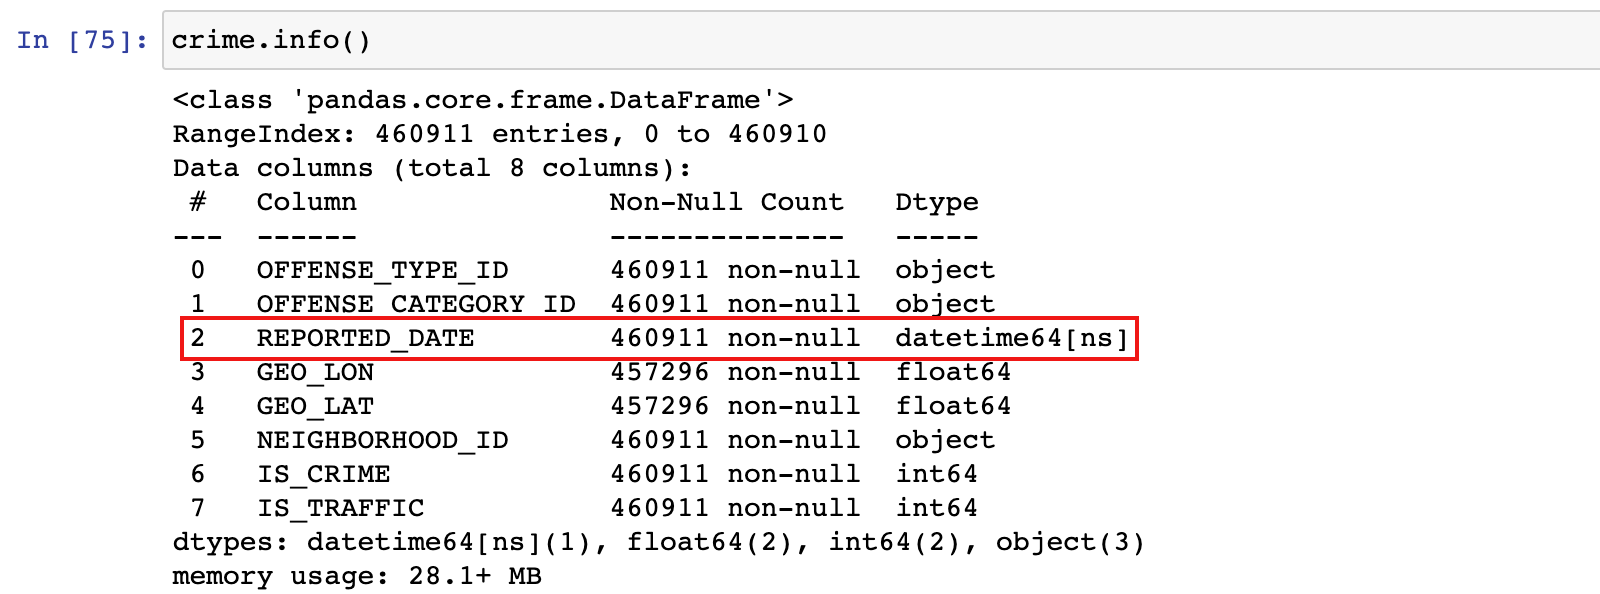 In [75]: crime.info()
<class 'pandas.core.frame.DataFrame'>
RangeIndex: 460911 entries, 0 to 460910
Data columns (total 8 columns):
 #   Column               Non-Null Count   Dtype
---  ------               --------------   -----
 0   OFFENSE_TYPE_ID      460911 non-null  object
 1   OFFENSE_CATEGORY_ID  460911 non-null  object
 2   REPORTED_DATE        460911 non-null  datetime64[ns]
 3   GEO_LON              457296 non-null  float64
 4   GEO_LAT              457296 non-null  float64
 5   NEIGHBORHOOD_ID      460911 non-null  object
 6   IS_CRIME             460911 non-null  int64
 7   IS_TRAFFIC           460911 non-null  int64
dtypes: datetime64[ns](1), float64(2), int64(2), object(3)
memory usage: 28.1+ MB